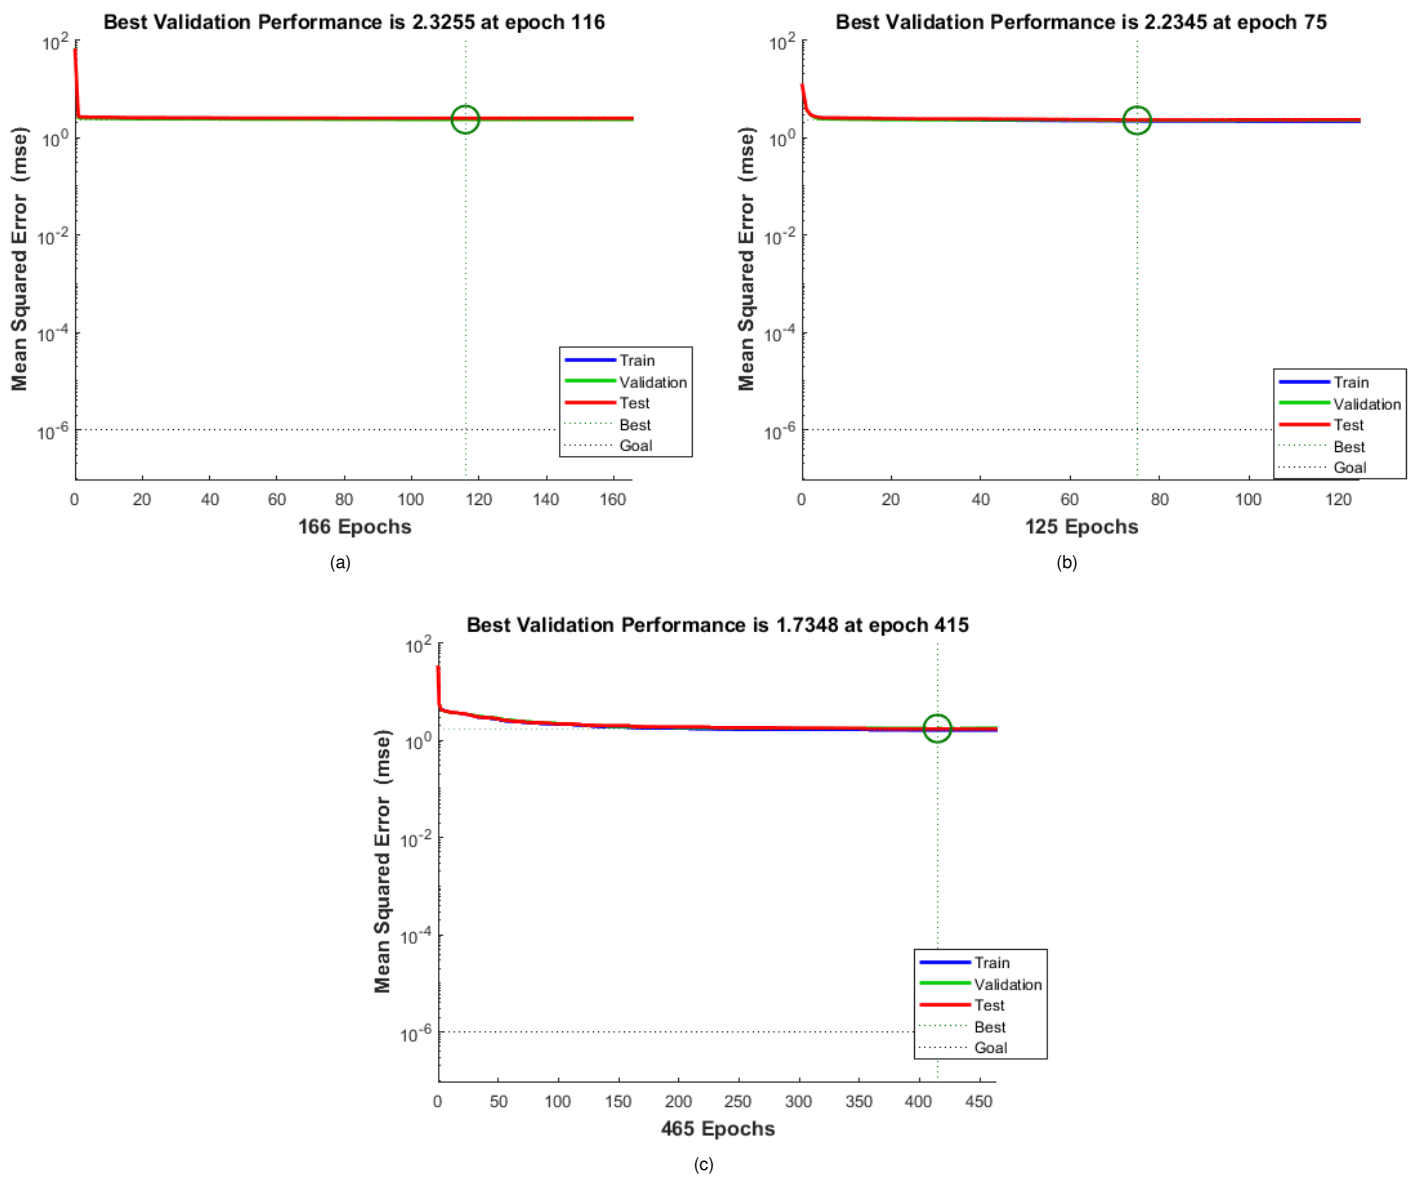 Best Validation Performance is 2.3255 at epoch 116
10^2
10^0
10^-2
10^-4
10^-6
Mean Squared Error (mse)
Train
Validation
Test
Best
Goal
0 20 40 60 80 100 120 140 160
166 Epochs
(a)
Best Validation Performance is 2.2345 at epoch 75
10^2
10^0
10^-2
10^-4
10^-6
Mean Squared Error (mse)
Train
Validation
Test
Best
Goal
0 20 40 60 80 100 120
125 Epochs
(b)
Best Validation Performance is 1.7348 at epoch 415
10^2
10^0
10^-2
10^-4
10^-6
Mean Squared Error (mse)
Train
Validation
Test
Best
Goal
0 50 100 150 200 250 300 350 400 450
465 Epochs
(c)